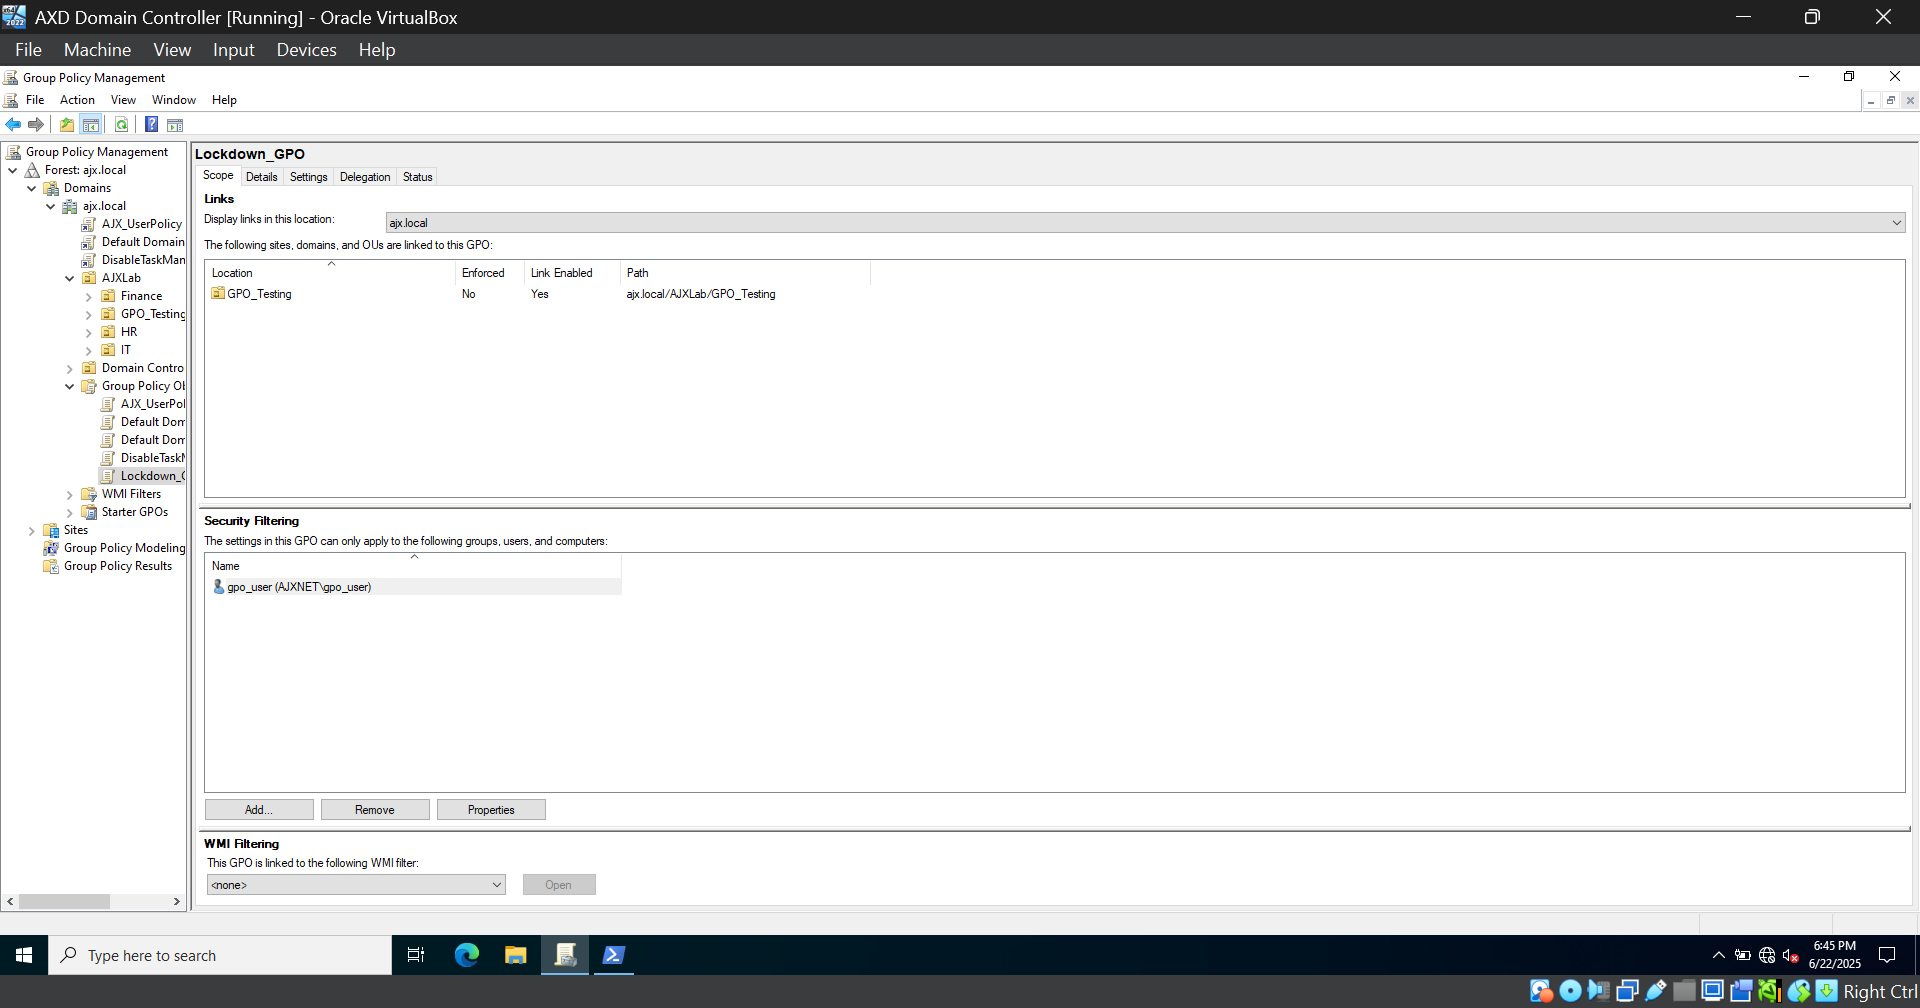 AXD Domain Controller [Running] - Oracle VirtualBox
File Machine View Input Devices Help
Group Policy Management
File Action View Window Help
Group Policy Management
Forest: ajx.local
Domains
ajx.local
AJX_UserPolicy
Default Domain
DisableTaskMan
AJXLab
Finance
GPO_Testing
HR
IT
Domain Contro
Group Policy Ob
AJX_UserPol
Default Dom
Default Dom
DisableTaskM
Lockdown_G
WMI Filters
Starter GPOs
Sites
Group Policy Modeling
Group Policy Results
Lockdown_GPO
Scope Details Settings Delegation Status
Links
Display links in this location: ajx.local
The following sites, domains, and OUs are linked to this GPO:
Location Enforced Link Enabled Path
GPO_Testing No Yes ajx.local/AJXLab/GPO_Testing
Security Filtering
The settings in this GPO can only apply to the following groups, users, and computers:
Name
gpo_user (AJXNET\gpo_user)
Add... Remove Properties
WMI Filtering
This GPO is linked to the following WMI filter:
<none> Open
Type here to search
6:45 PM
6/22/2025
Right Ctrl